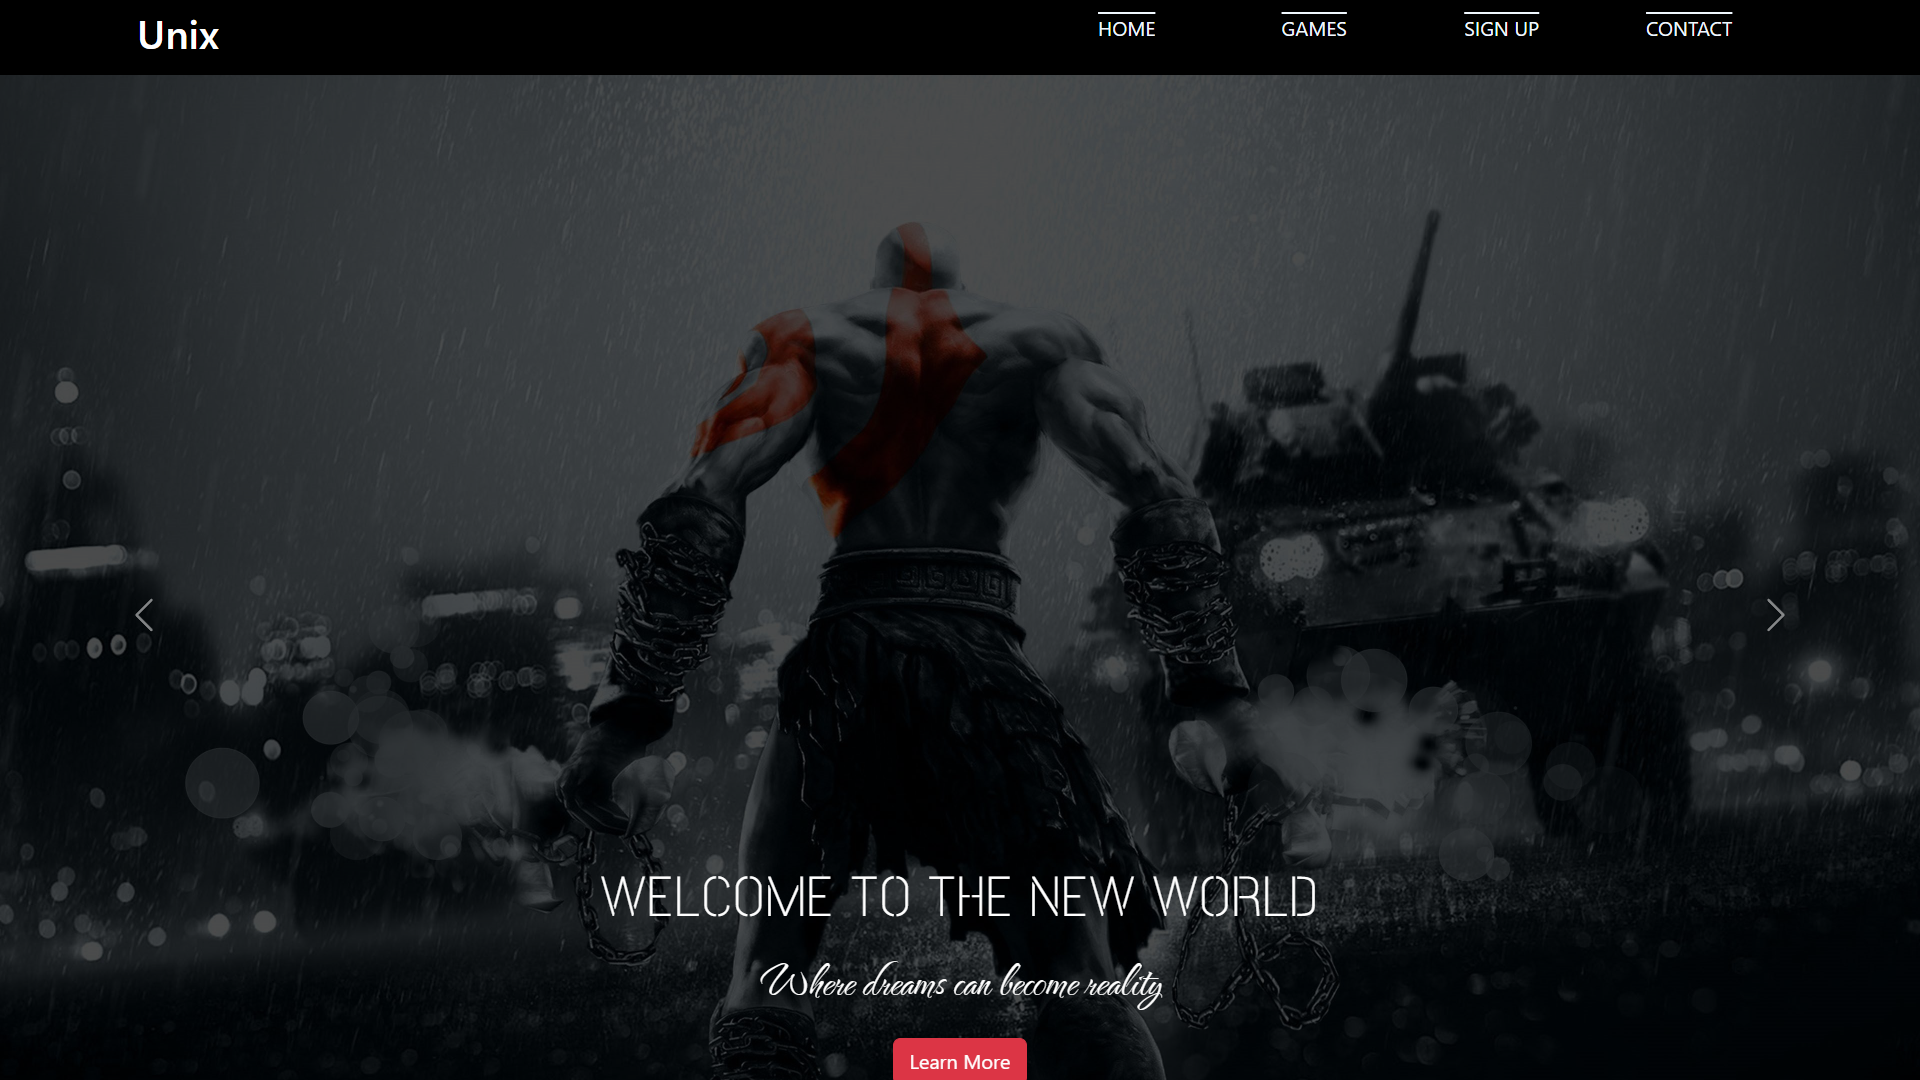 Unix
HOME
GAMES
SIGN UP
CONTACT
WELCOME TO THE NEW WORLD
Where dreams can become reality
Learn More